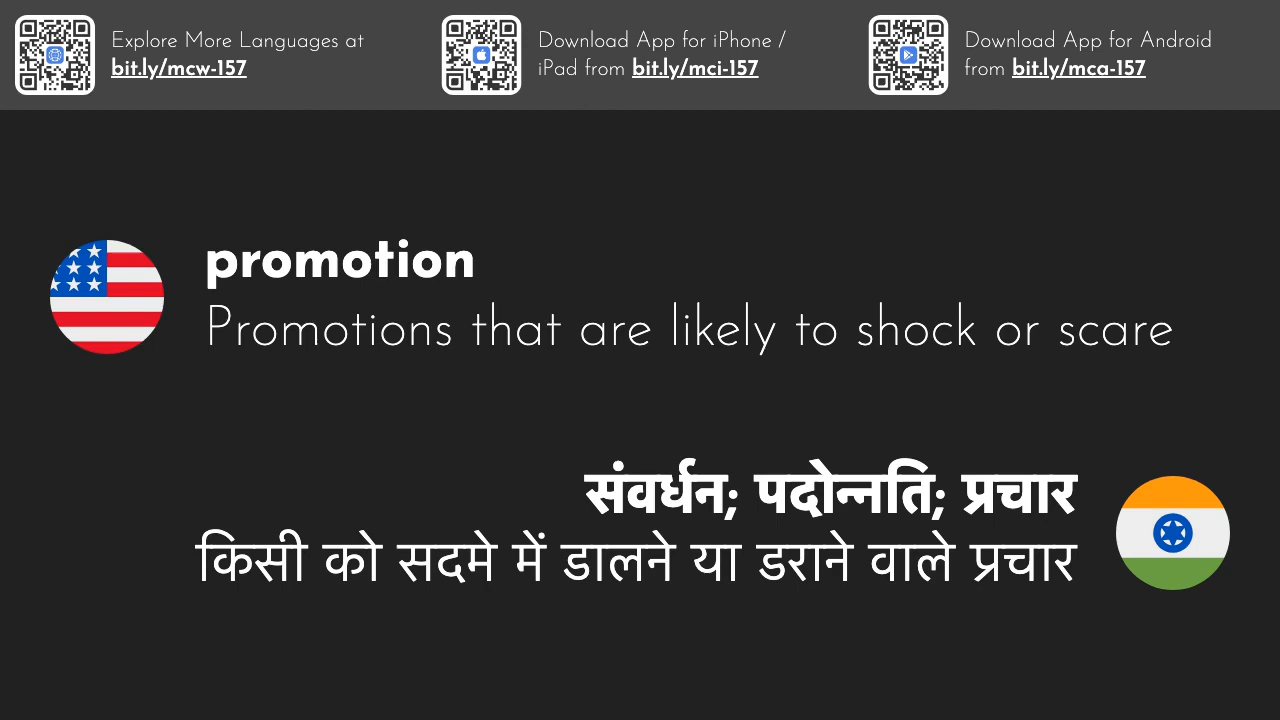 Explore More Languages at
bit.ly/mcw-157
Download App for iPhone /
iPad from bit.ly/mci-157
Download App for Android
from bit.ly/mca-157
promotion
Promotions that are likely to shock or scare
संवर्धन; पदोन्नति; प्रचार
किसी को सदमे में डालने या डराने वाले प्रचार